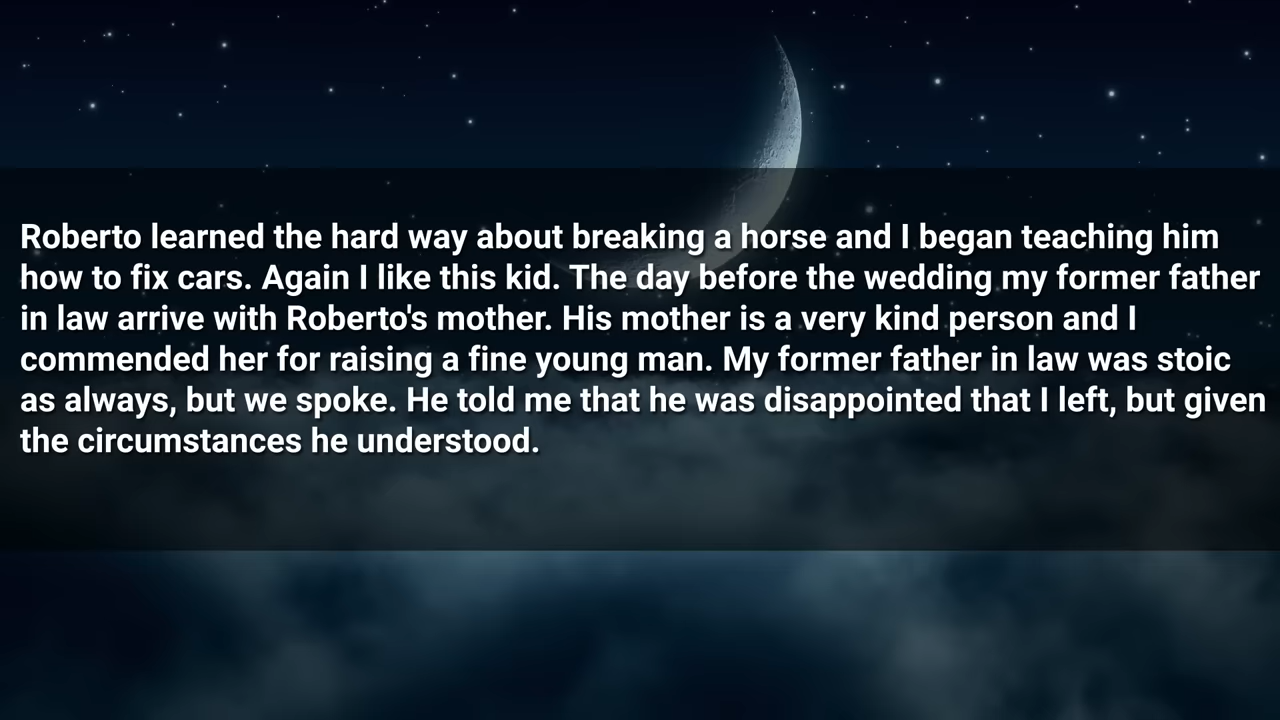 Roberto learned the hard way about breaking a horse and I began teaching him
how to fix cars. Again I like this kid. The day before the wedding my former father
in law arrive with Roberto's mother. His mother is a very kind person and I
commended her for raising a fine young man. My former father in law was stoic
as always, but we spoke. He told me that he was disappointed that I left, but given
the circumstances he understood.